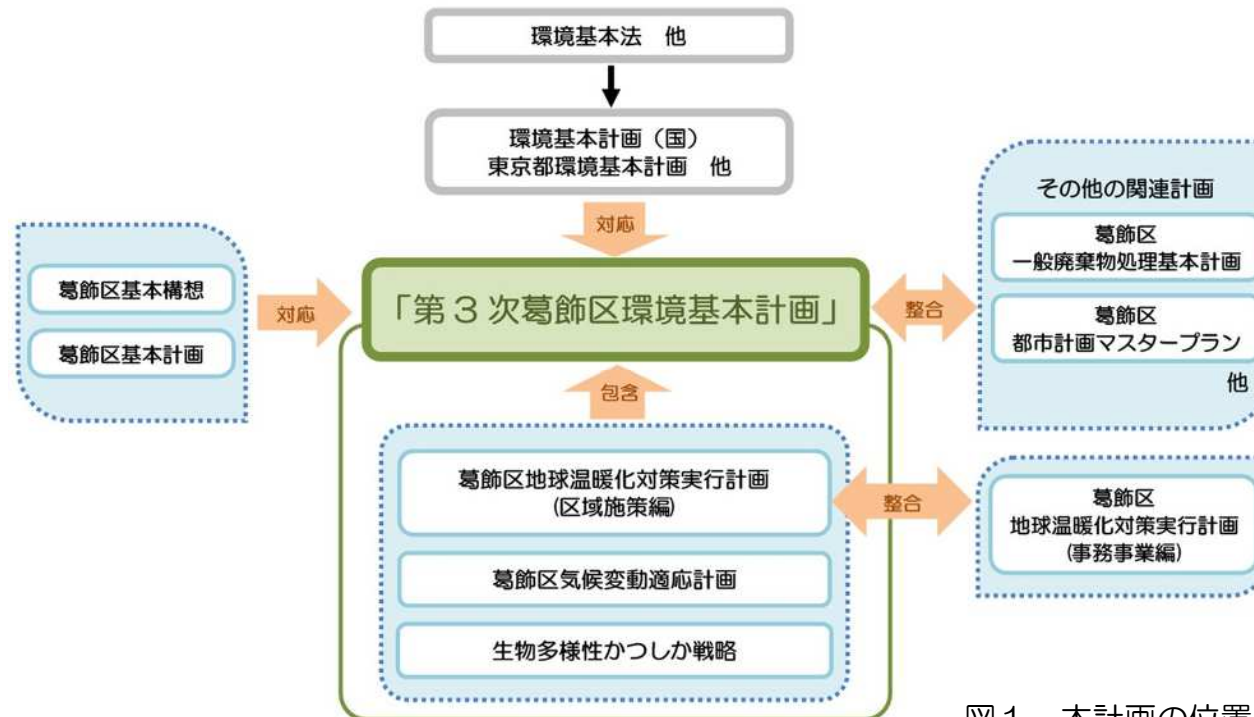 環境基本法　他
環境基本計画（国）
東京都環境基本計画　他
対応
葛飾区基本構想
葛飾区基本計画
対応
「第３次葛飾区環境基本計画」
整合
その他の関連計画
葛飾区
一般廃棄物処理基本計画
葛飾区
都市計画マスタープラン
他
包含
葛飾区地球温暖化対策実行計画
(区域施策編)
葛飾区気候変動適応計画
生物多様性かつしか戦略
整合
葛飾区
地球温暖化対策実行計画
(事務事業編)
図１　本計画の位置